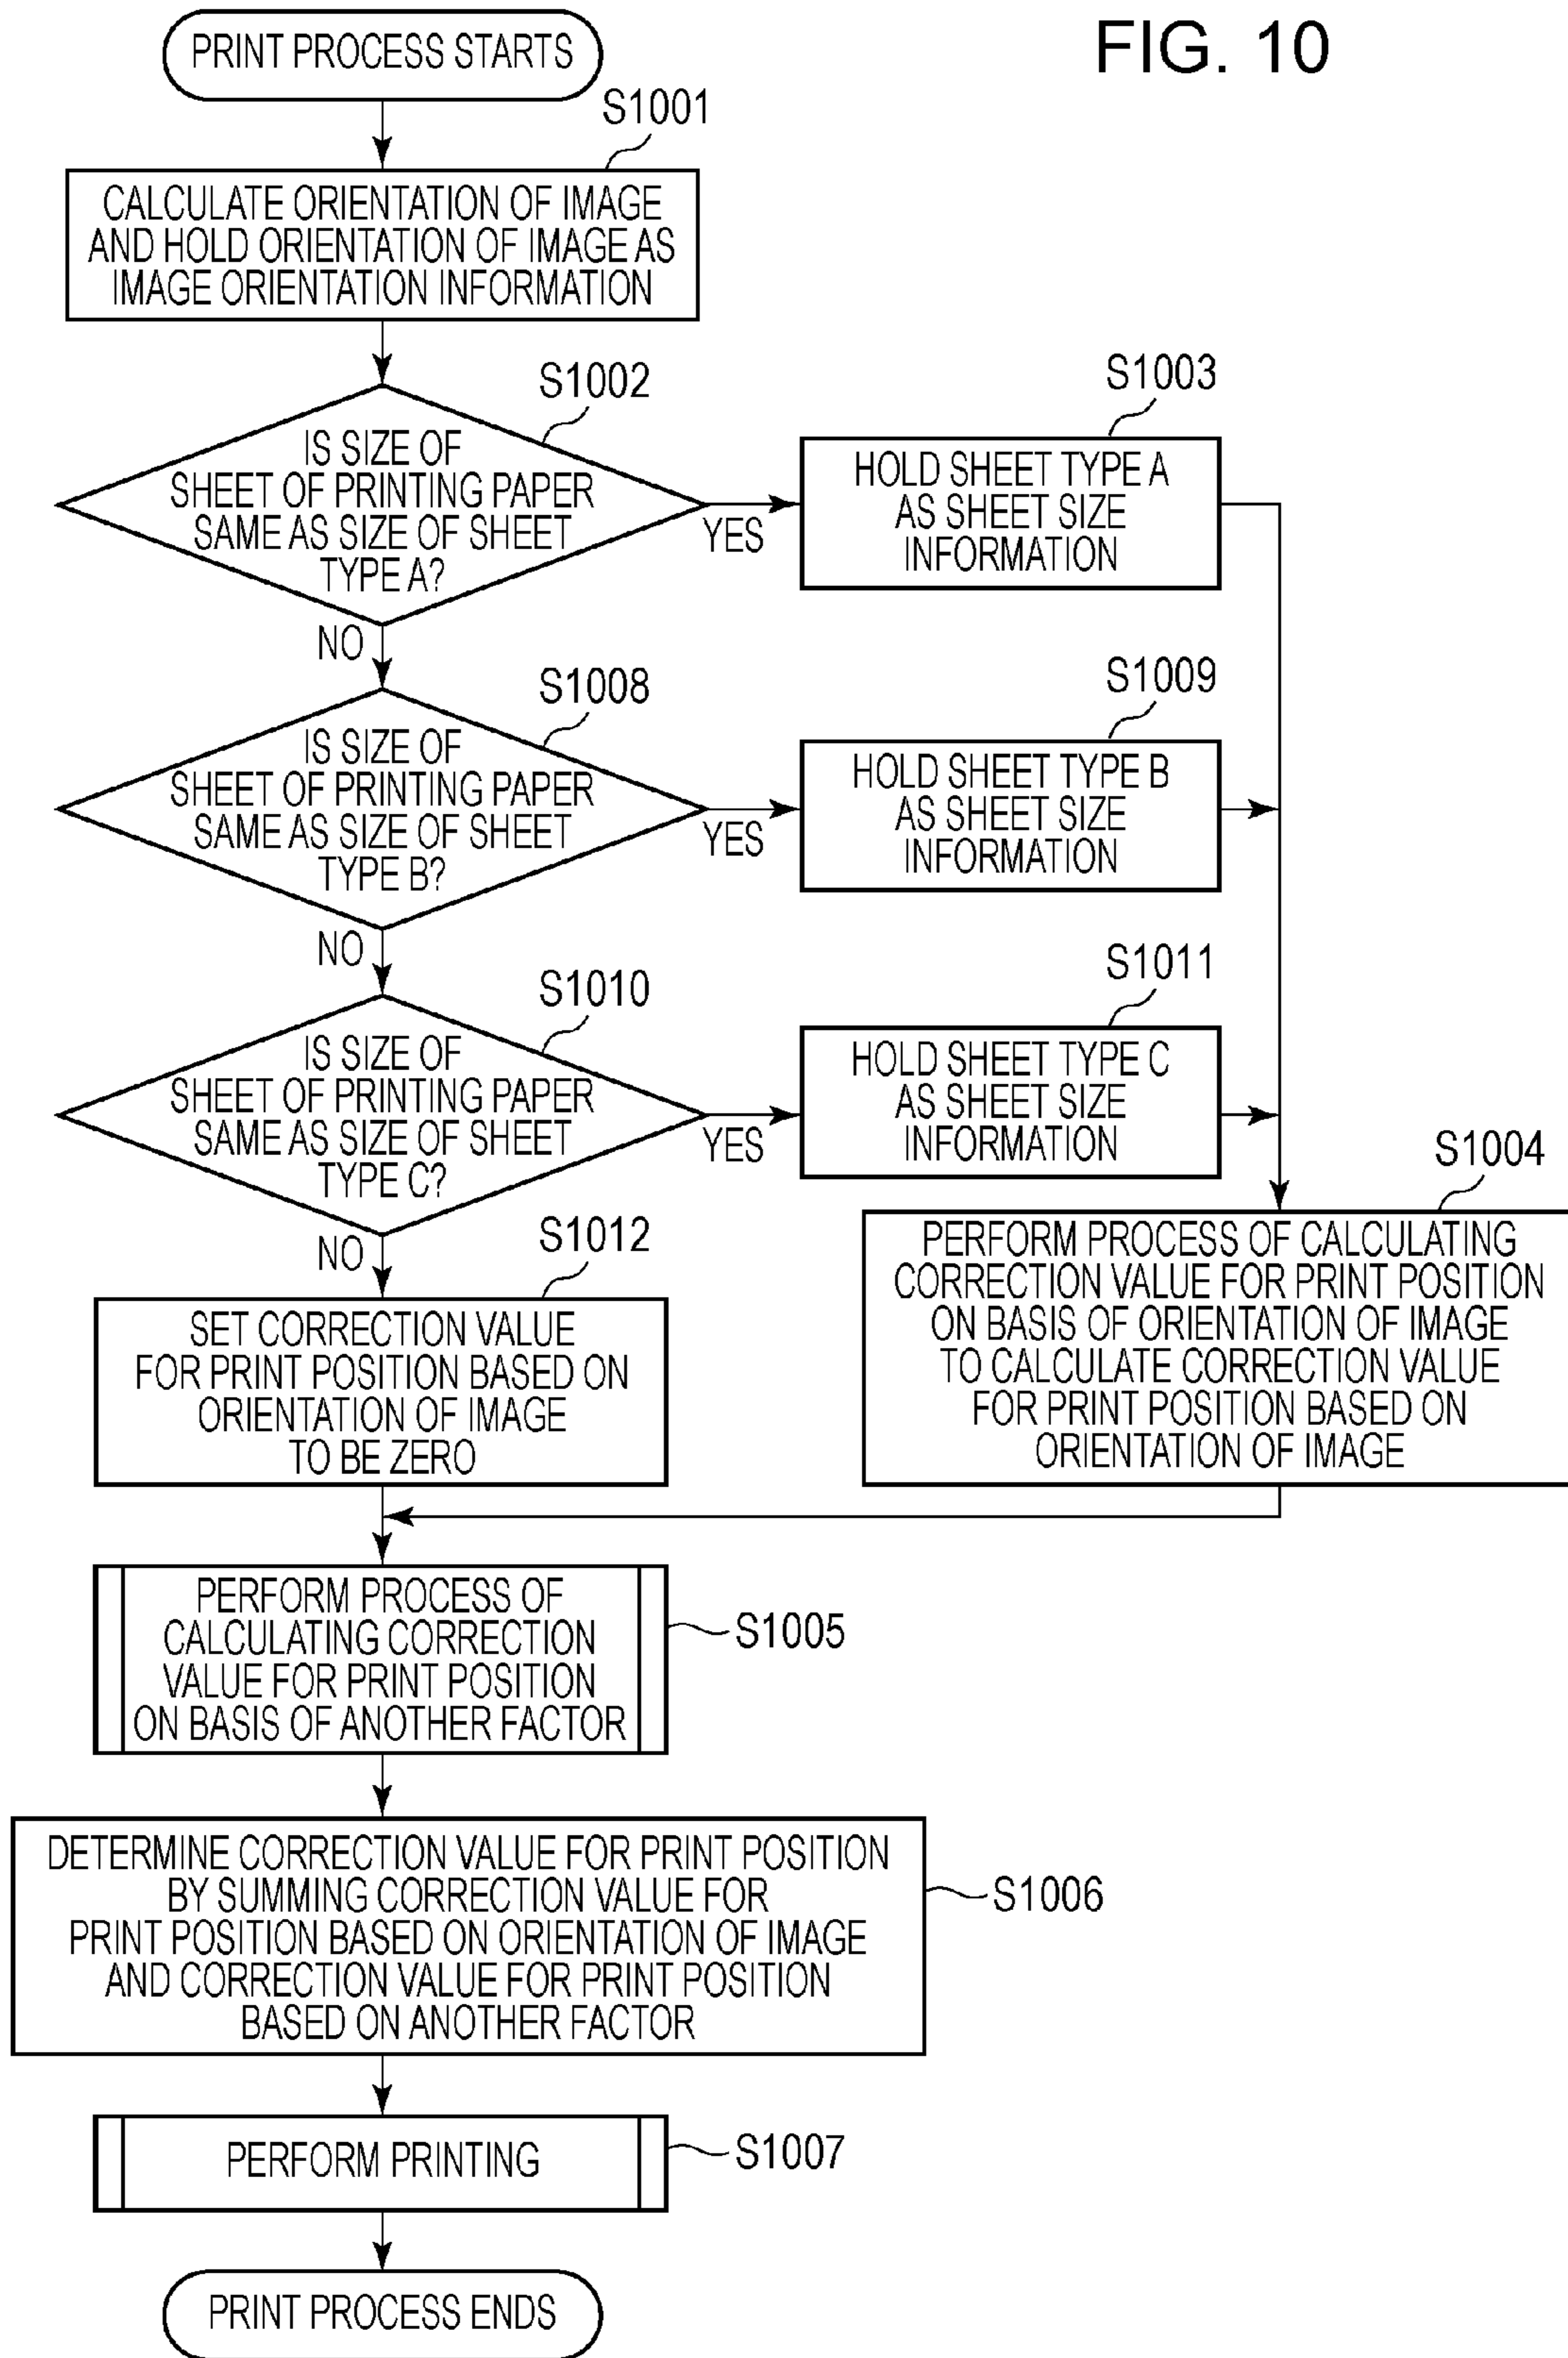 FIG. 10
PRINT PROCESS STARTS
S1001
CALCULATE ORIENTATION OF IMAGE
AND HOLD ORIENTATION OF IMAGE AS
IMAGE ORIENTATION INFORMATION
S1002
IS SIZE OF
SHEET OF PRINTING PAPER
SAME AS SIZE OF SHEET
TYPE A?
YES
NO
S1003
HOLD SHEET TYPE A
AS SHEET SIZE
INFORMATION
S1008
IS SIZE OF
SHEET OF PRINTING PAPER
SAME AS SIZE OF SHEET
TYPE B?
YES
NO
S1009
HOLD SHEET TYPE B
AS SHEET SIZE
INFORMATION
S1010
IS SIZE OF
SHEET OF PRINTING PAPER
SAME AS SIZE OF SHEET
TYPE C?
YES
NO
S1011
HOLD SHEET TYPE C
AS SHEET SIZE
INFORMATION
S1012
SET CORRECTION VALUE
FOR PRINT POSITION BASED ON
ORIENTATION OF IMAGE
TO BE ZERO
S1004
PERFORM PROCESS OF CALCULATING
CORRECTION VALUE FOR PRINT POSITION
ON BASIS OF ORIENTATION OF IMAGE
TO CALCULATE CORRECTION VALUE
FOR PRINT POSITION BASED ON
ORIENTATION OF IMAGE
PERFORM PROCESS OF
CALCULATING CORRECTION
VALUE FOR PRINT POSITION
ON BASIS OF ANOTHER FACTOR
S1005
DETERMINE CORRECTION VALUE FOR PRINT POSITION
BY SUMMING CORRECTION VALUE FOR
PRINT POSITION BASED ON ORIENTATION OF IMAGE
AND CORRECTION VALUE FOR PRINT POSITION
BASED ON ANOTHER FACTOR
S1006
PERFORM PRINTING
S1007
PRINT PROCESS ENDS